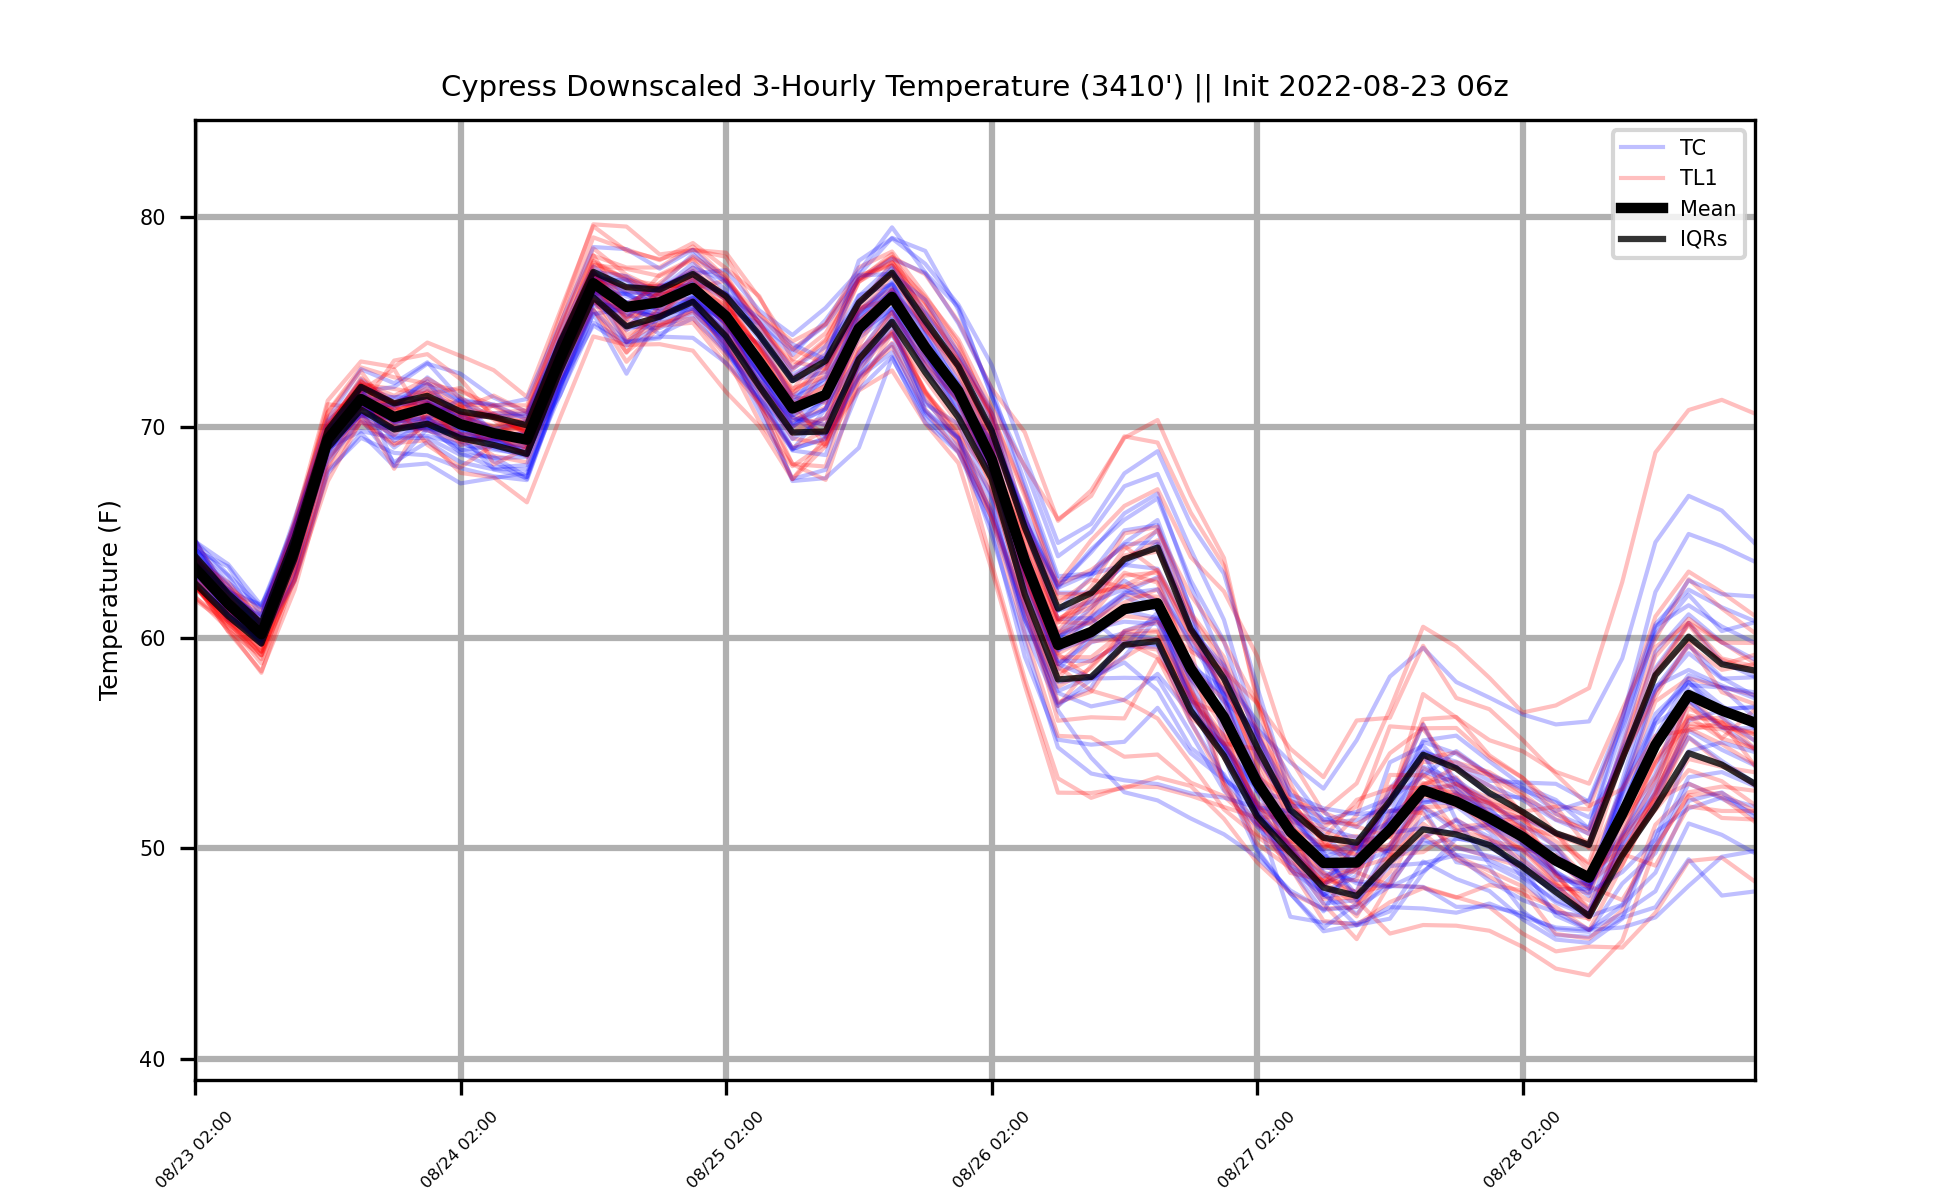 Cypress Downscaled 3-Hourly Temperature (3410') || Init 2022-08-23 06z
TC
TL1
Mean
IQRs
Temperature (F)
80
70
60
50
40
08/23 02:00
08/24 02:00
08/25 02:00
08/26 02:00
08/27 02:00
08/28 02:00